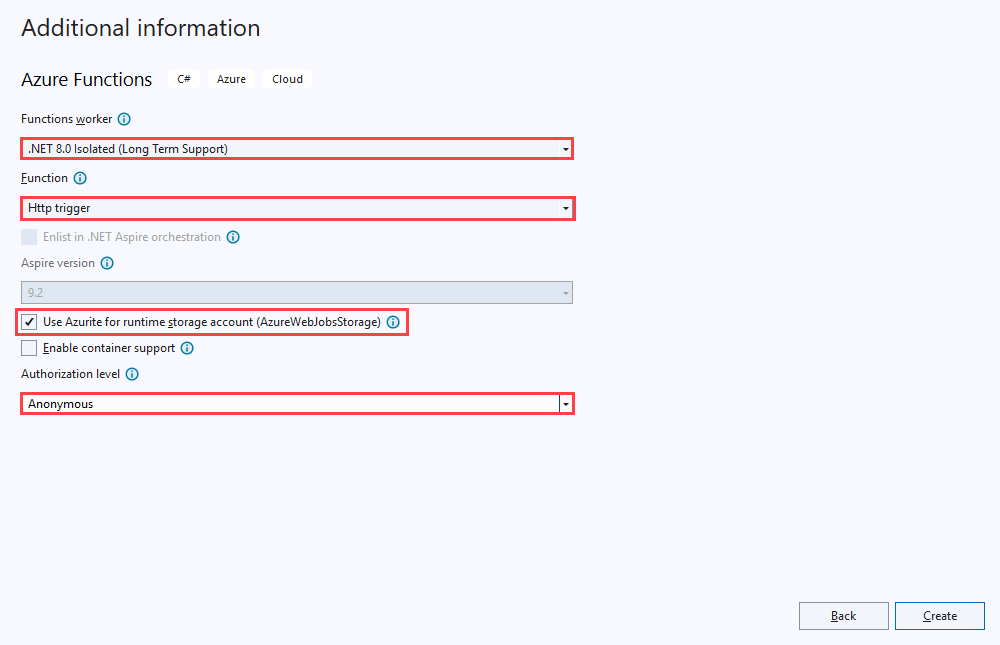 Additional information
Azure Functions C# Azure Cloud
Functions worker
.NET 8.0 Isolated (Long Term Support)
Function
Http trigger
Enlist in .NET Aspire orchestration
Aspire version
9.2
Use Azurite for runtime storage account (AzureWebJobsStorage)
Enable container support
Authorization level
Anonymous
Back Create